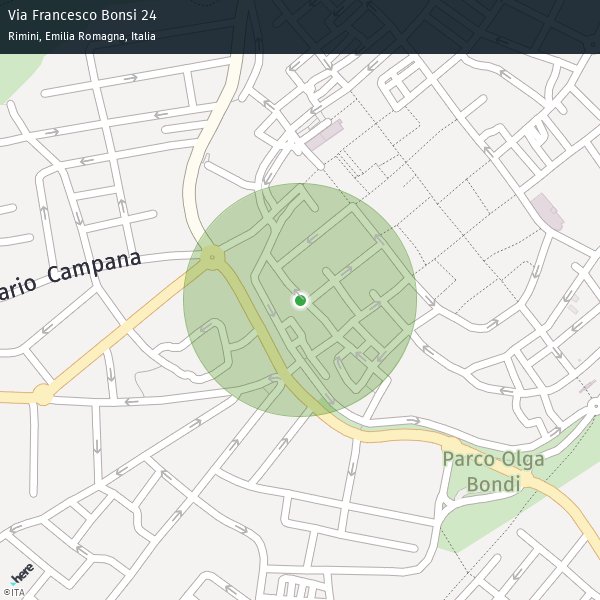 Via Francesco Bonsi 24
Rimini, Emilia Romagna, Italia
ario Campana
Parco Olga
Bondi
here
©ITA